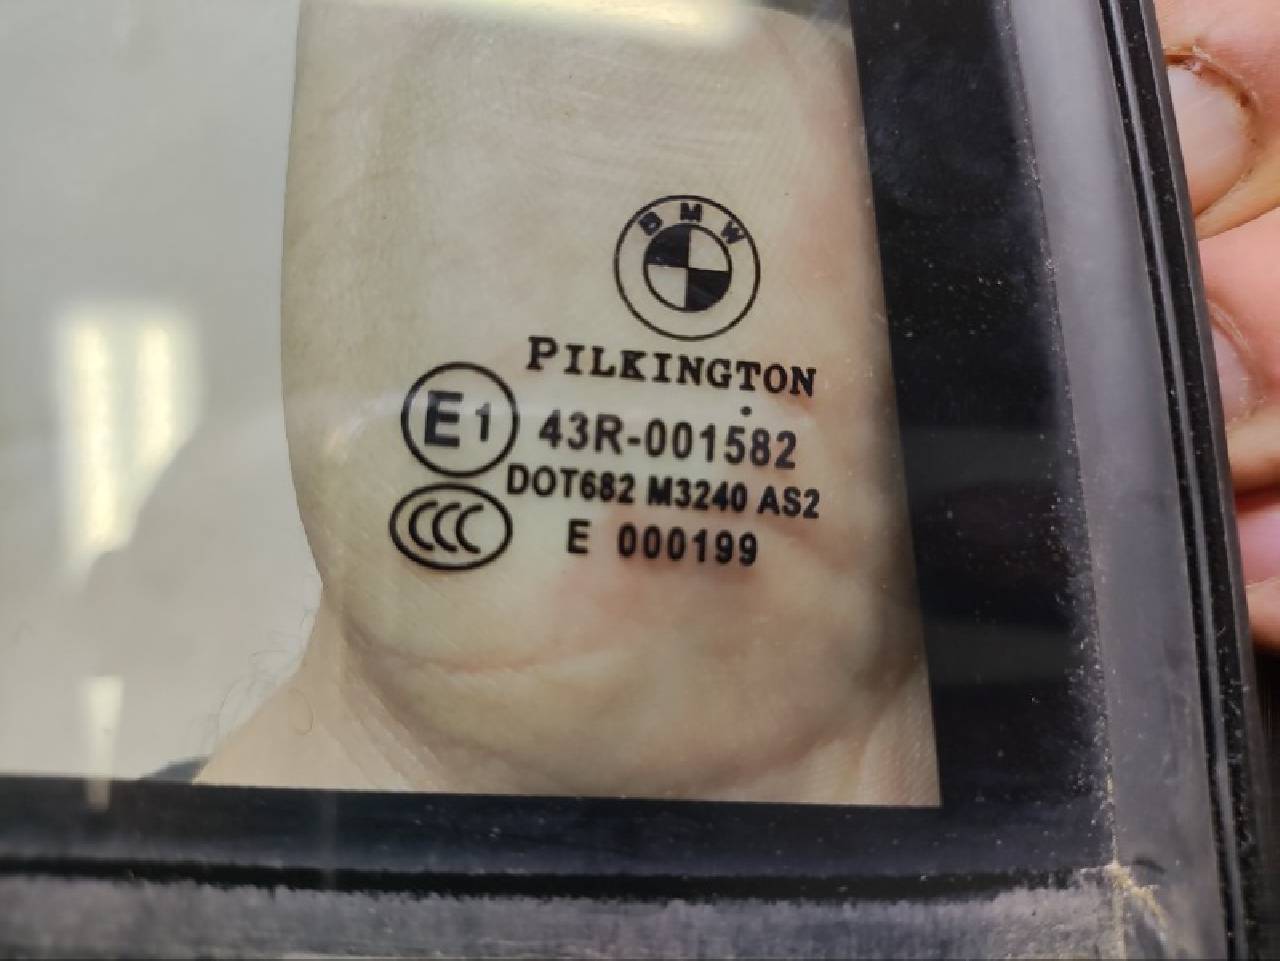 BMW
PILKINGTON
E1 43R-001582
DOT682 M3240 AS2
CCC E 000199